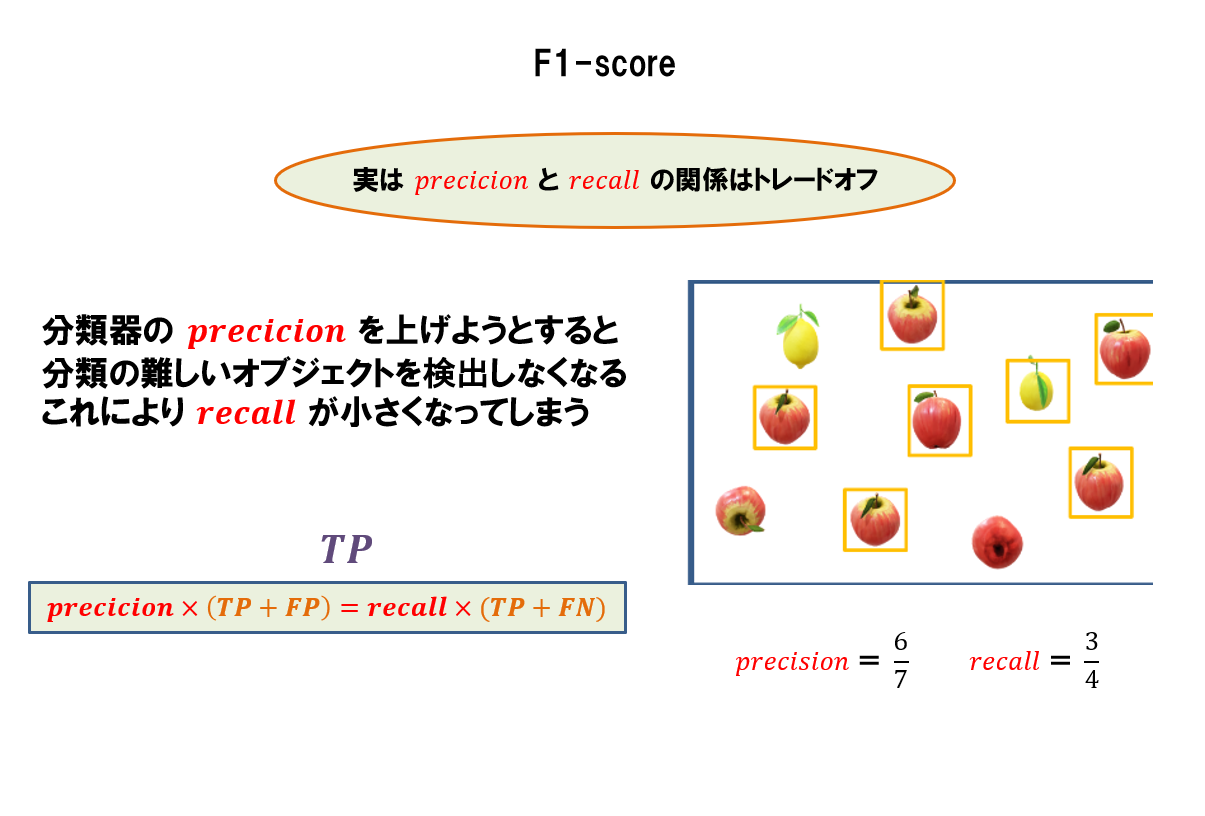 F1-score
実は precicion と recall の関係はトレードオフ
分類器の precicion を上げようとすると
分類の難しいオブジェクトを検出しなくなる
これにより recall が小さくなってしまう
TP
precicion × (TP + FP) = recall × (TP + FN)
precision = 6/7 recall = 3/4